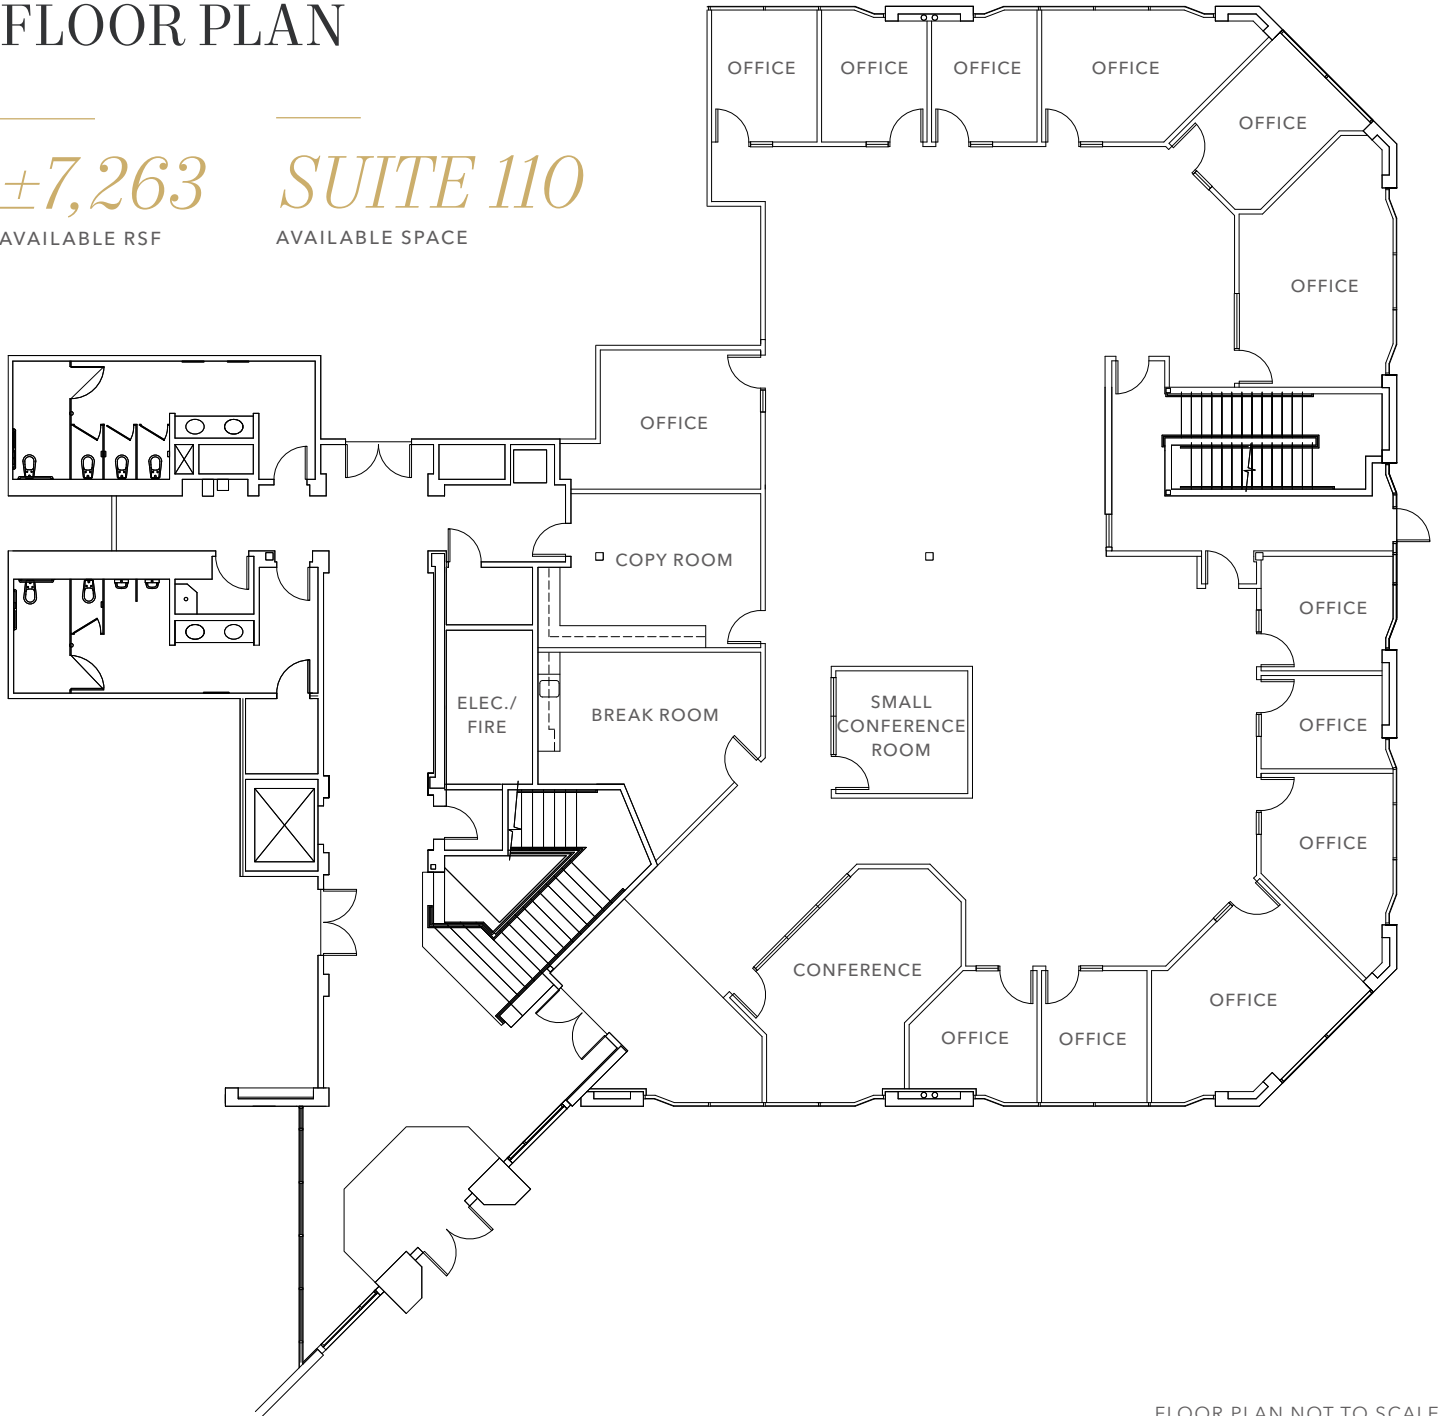 FLOOR PLAN
±7,263
AVAILABLE RSF
SUITE 110
AVAILABLE SPACE
OFFICE
OFFICE
OFFICE
OFFICE
OFFICE
OFFICE
OFFICE
COPY ROOM
OFFICE
ELEC./
FIRE
BREAK ROOM
SMALL
CONFERENCE
ROOM
OFFICE
OFFICE
CONFERENCE
OFFICE
OFFICE
OFFICE
FLOOR PLAN NOT TO SCALE